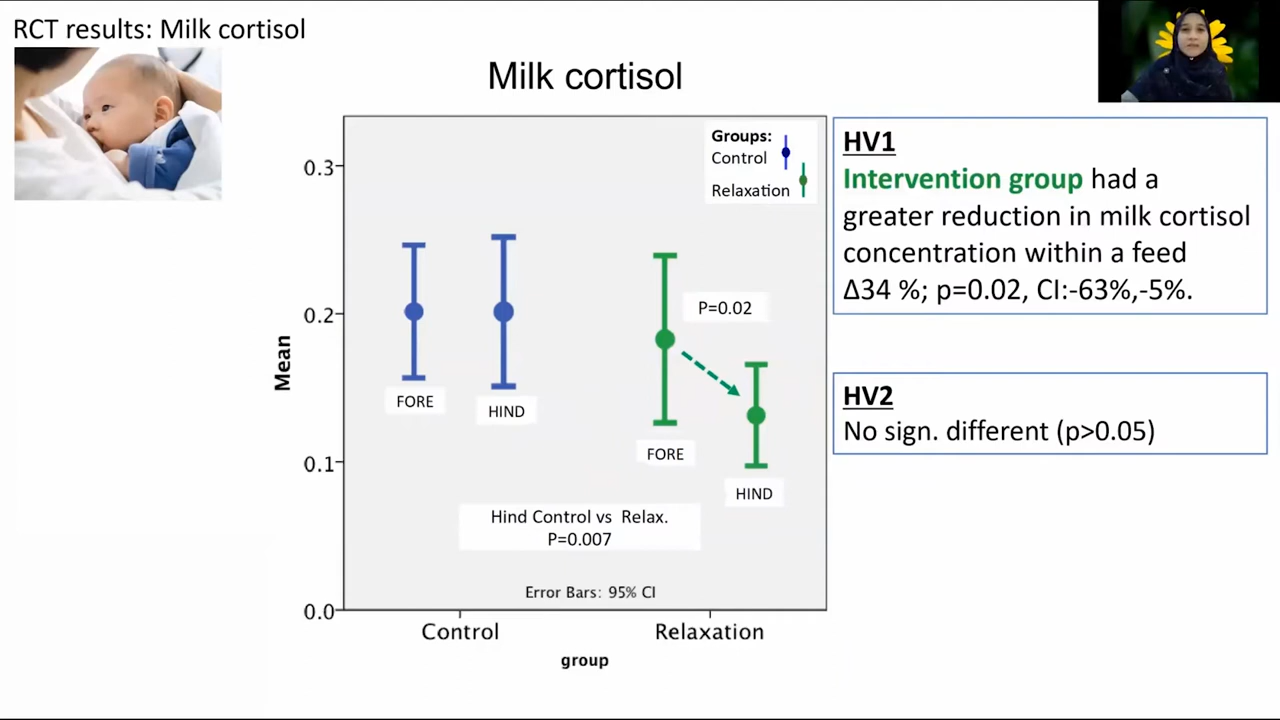 RCT results: Milk cortisol
Milk cortisol
Groups:
Control
Relaxation
0.3
0.2
0.1
0.0
Mean
FORE
HIND
P=0.02
FORE
HIND
Hind Control vs Relax.
P=0.007
Error Bars: 95% CI
Control
Relaxation
group
HV1
Intervention group had a
greater reduction in milk cortisol
concentration within a feed
Δ34 %; p=0.02, CI:-63%,-5%.
HV2
No sign. different (p>0.05)